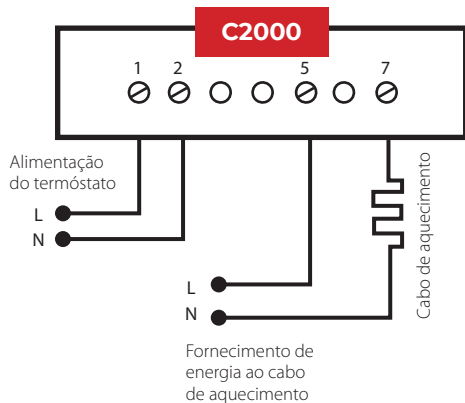 C2000
1 2 5 7
Alimentação
do termóstato
L
N
Cabo de aquecimento
L
N
Fornecimento de
energia ao cabo
de aquecimento